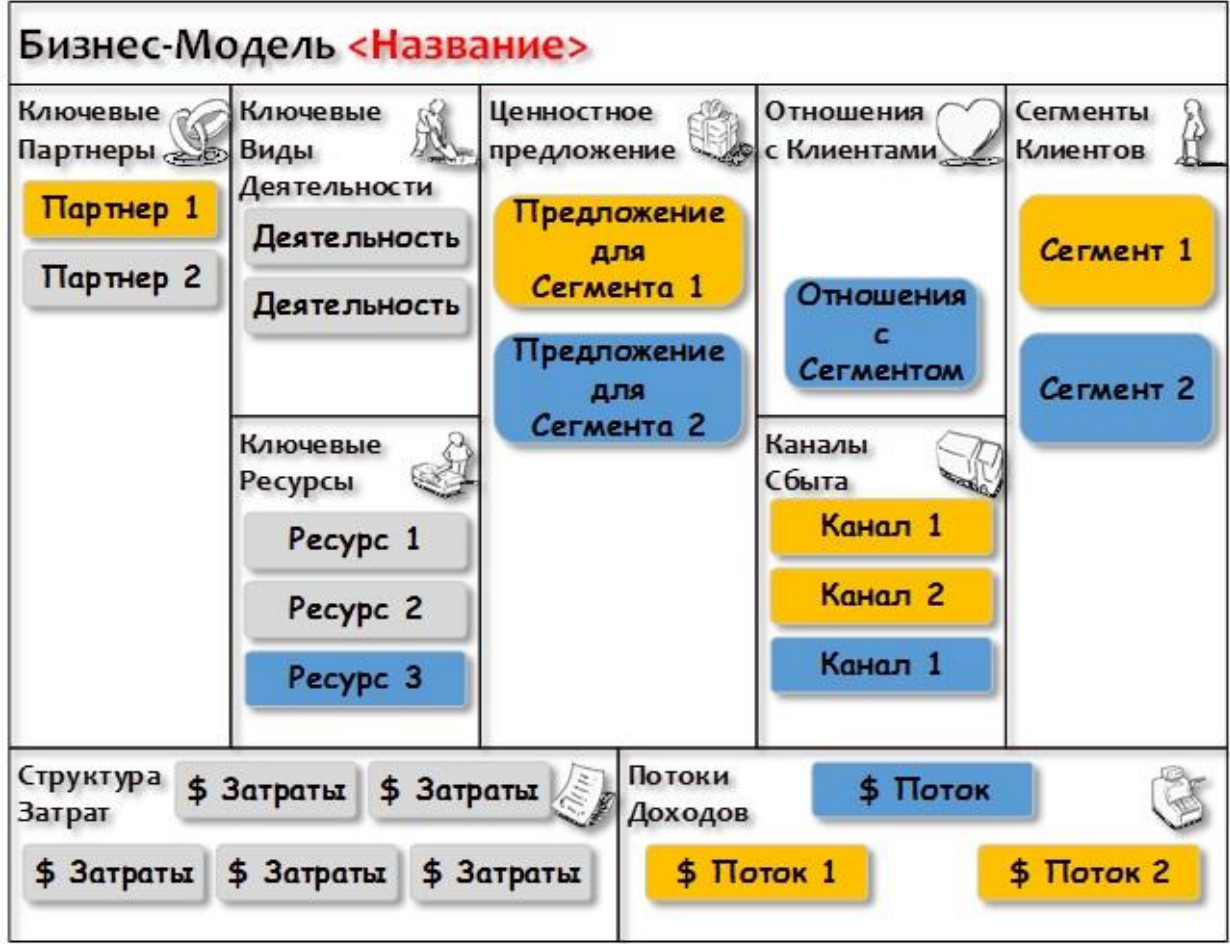 Бизнес-Модель <Название>
Ключевые
Партнеры
Партнер 1
Партнер 2
Ключевые
Виды
Деятельности
Деятельность
Деятельность
Ключевые
Ресурсы
Ресурс 1
Ресурс 2
Ресурс 3
Ценностное
предложение
Предложение
для
Сегмента 1
Предложение
для
Сегмента 2
Отношения
с Клиентами
Отношения
с
Сегментом
Каналы
Сбыта
Канал 1
Канал 2
Канал 1
Сегменты
Клиентов
Сегмент 1
Сегмент 2
Структура
Затрат
$ Затраты
$ Затраты
$ Затраты
$ Затраты
$ Затраты
Потоки
Доходов
$ Поток
$ Поток 1
$ Поток 2